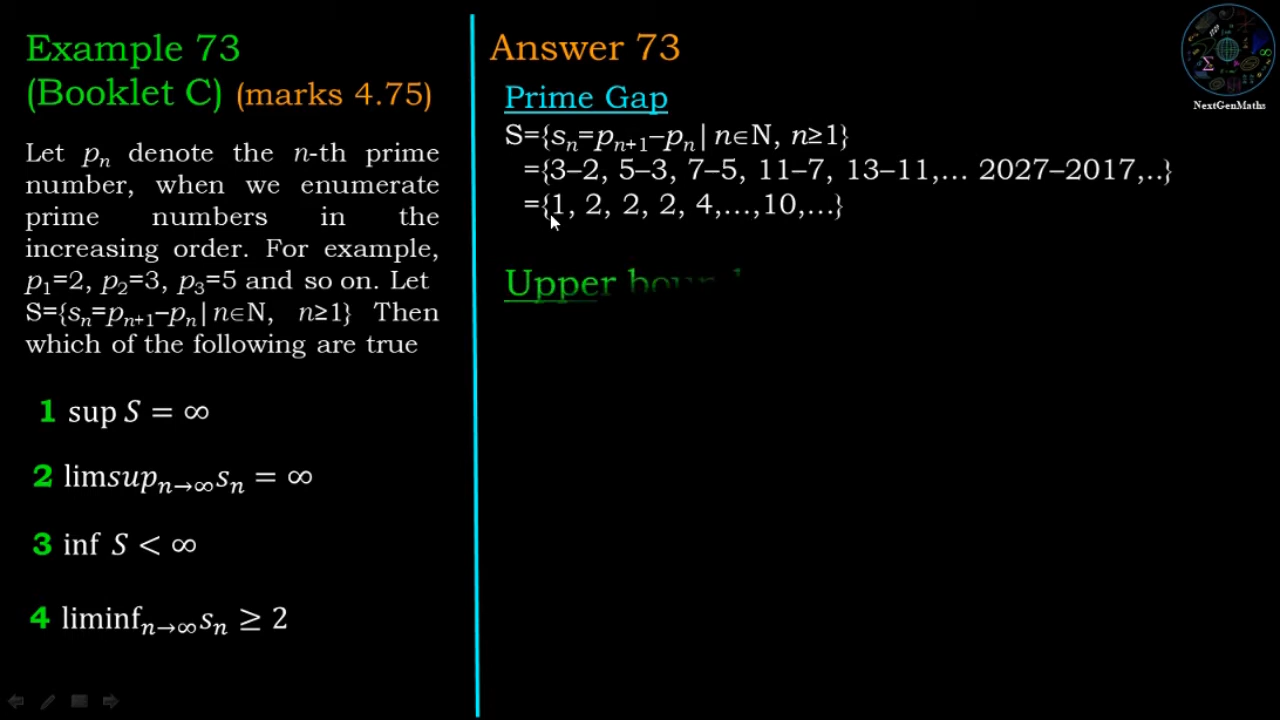 Example 73
(Booklet C) (marks 4.75)
Let pₙ denote the n-th prime
number, when we enumerate
prime numbers in the
increasing order. For example,
p₁=2, p₂=3, p₃=5 and so on. Let
S={sₙ=pₙ₊₁–pₙ| n∈N, n≥1} Then
which of the following are true
1 sup S = ∞
2 limsupₙ→∞sₙ = ∞
3 inf S < ∞
4 liminfₙ→∞sₙ ≥ 2
Answer 73
Prime Gap
S={sₙ=pₙ₊₁–pₙ| n∈N, n≥1}
={3–2, 5–3, 7–5, 11–7, 13–11,... 2027–2017,..}
={1, 2, 2, 2, 4,...,10,...}
Upper
NextGenMaths